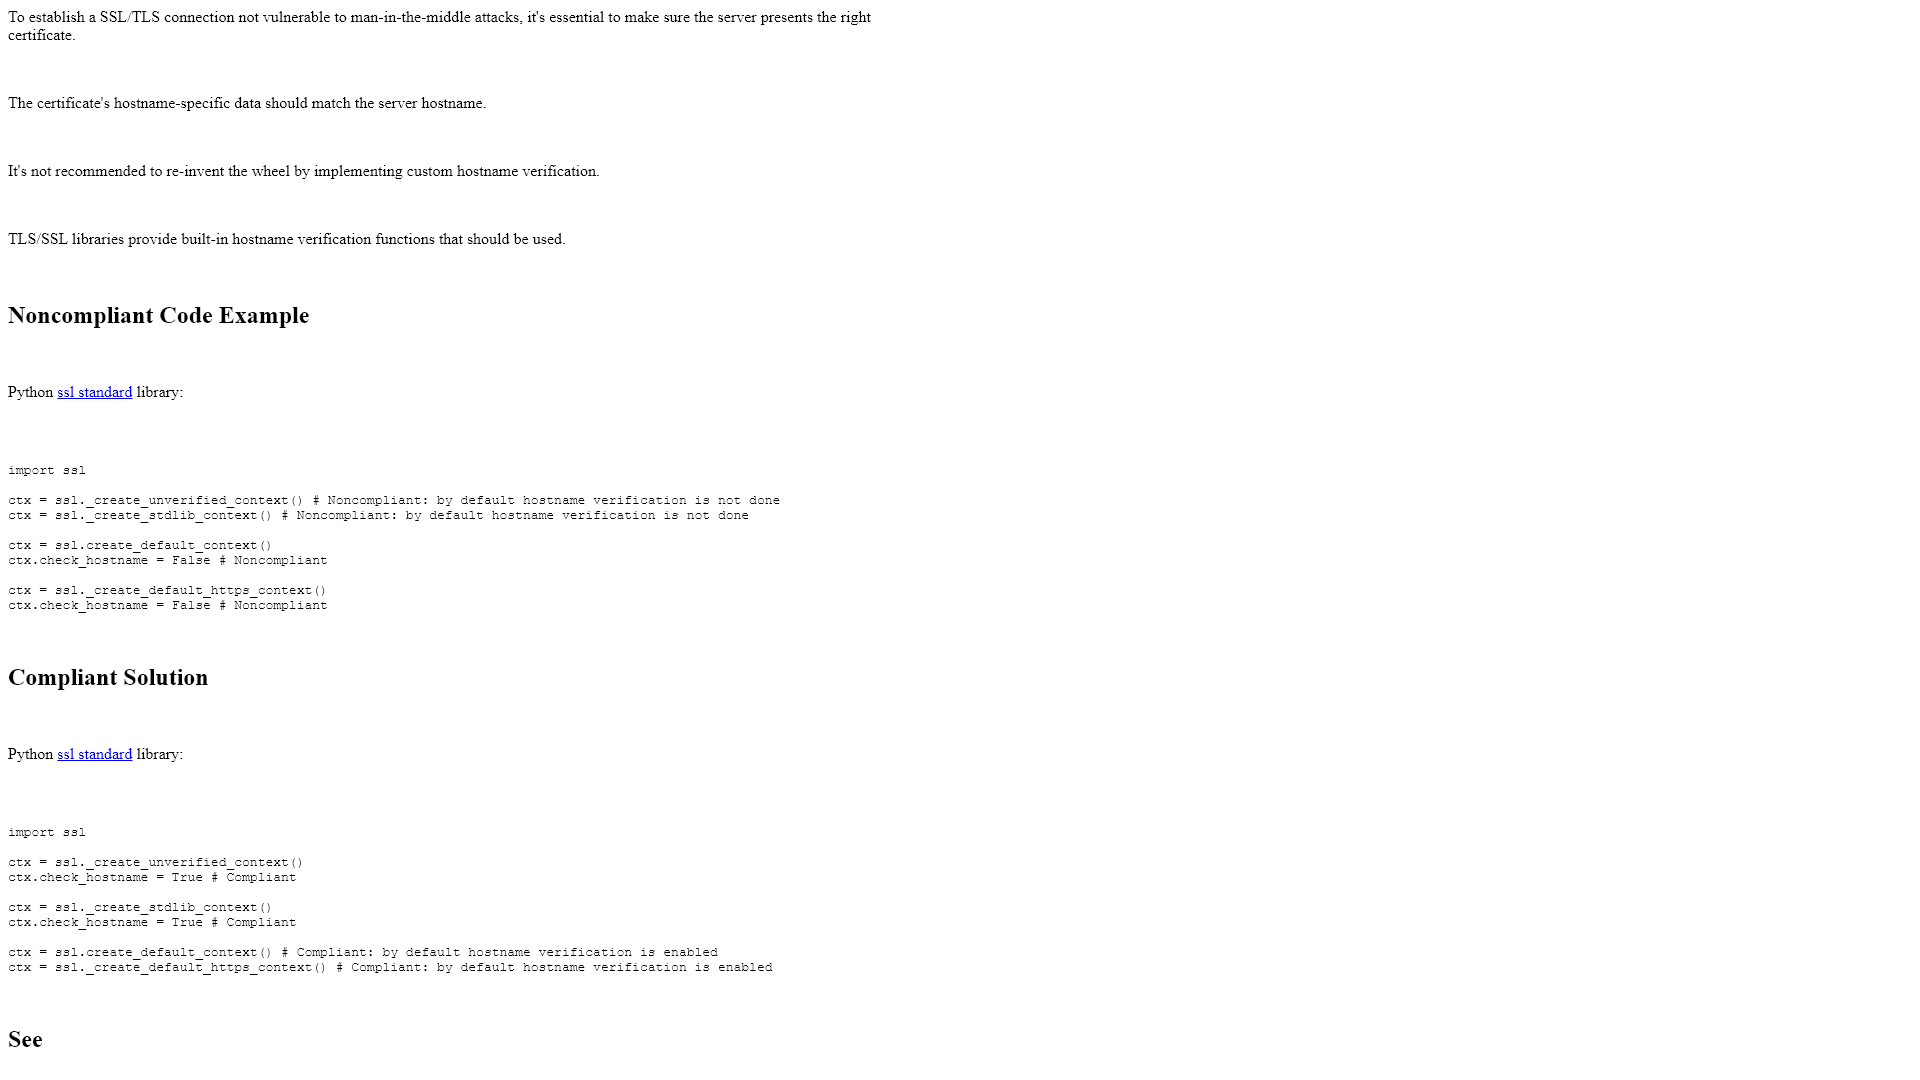 To establish a SSL/TLS connection not vulnerable to man-in-the-middle attacks, it's essential to make sure the server presents the right
certificate.
The certificate's hostname-specific data should match the server hostname.
It's not recommended to re-invent the wheel by implementing custom hostname verification.
TLS/SSL libraries provide built-in hostname verification functions that should be used.
Noncompliant Code Example
Python ssl standard library:
import ssl
ctx = ssl._create_unverified_context() # Noncompliant: by default hostname verification is not done
ctx = ssl._create_stdlib_context() # Noncompliant: by default hostname verification is not done
ctx = ssl.create_default_context()
ctx.check_hostname = False # Noncompliant
ctx = ssl._create_default_https_context()
ctx.check_hostname = False # Noncompliant
Compliant Solution
Python ssl standard library:
import ssl
ctx = ssl._create_unverified_context()
ctx.check_hostname = True # Compliant
ctx = ssl._create_stdlib_context()
ctx.check_hostname = True # Compliant
ctx = ssl.create_default_context() # Compliant: by default hostname verification is enabled
ctx = ssl._create_default_https_context() # Compliant: by default hostname verification is enabled
See